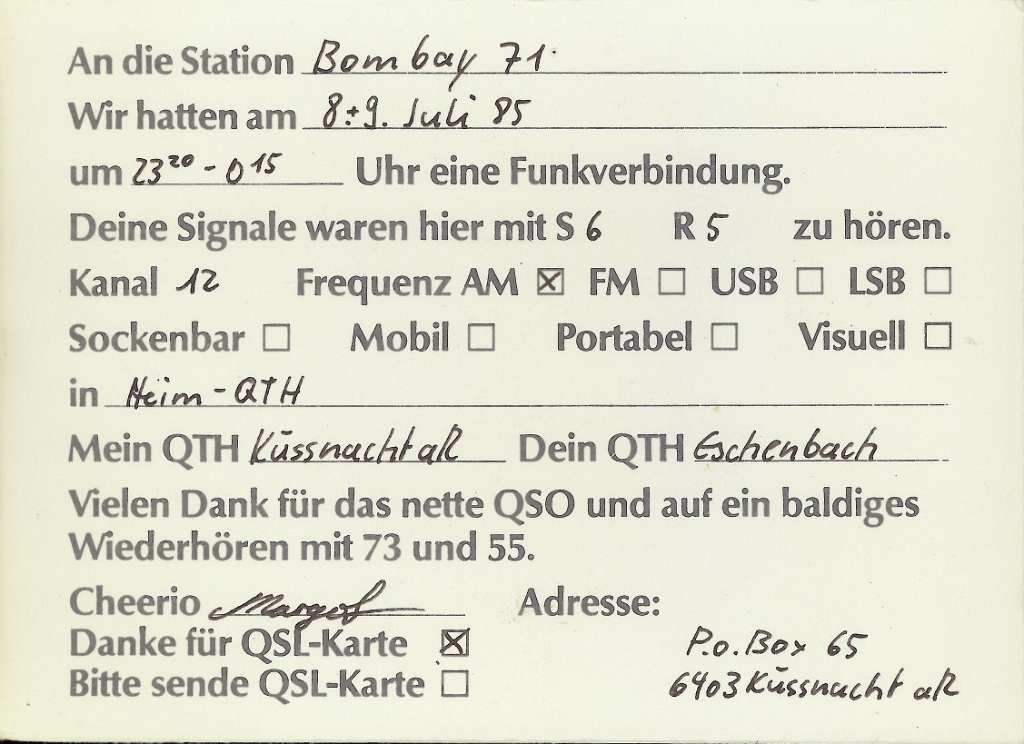 An die Station Bombay 71.
Wir hatten am 8.+9. Juli 85
um 23²⁰ - 0¹⁵ Uhr eine Funkverbindung.
Deine Signale waren hier mit S 6 R 5 zu hören.
Kanal 12 Frequenz AM ☒ FM ☐ USB ☐ LSB ☐
Sockenbar ☐ Mobil ☐ Portabel ☐ Visuell ☐
in Heim-QTH
Mein QTH Küssnacht aR Dein QTH Eschenbach
Vielen Dank für das nette QSO und auf ein baldiges
Wiederhören mit 73 und 55.
Cheerio Margot Adresse:
Danke für QSL-Karte ☒ P.o.Box 65
Bitte sende QSL-Karte ☐ 6403 Küssnacht aR